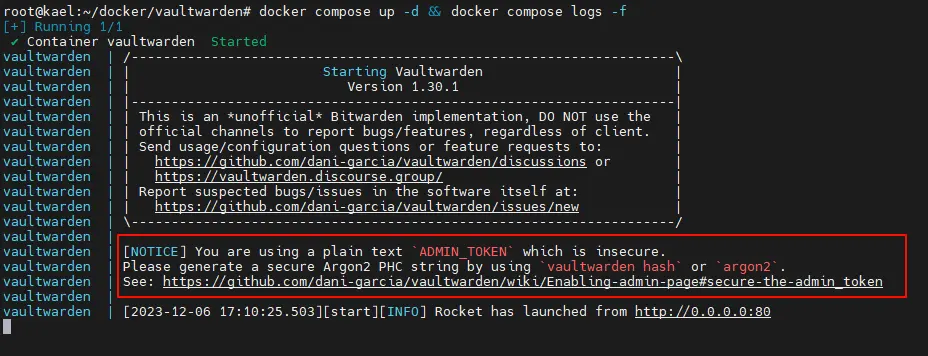 root@kael:~/docker/vaultwarden# docker compose up -d && docker compose logs -f
[+] Running 1/1
✔ Container vaultwarden  Started
vaultwarden  | /--------------------------------------------------------------------\
vaultwarden  | |                        Starting Vaultwarden                        |
vaultwarden  | |                           Version 1.30.1                           |
vaultwarden  | |--------------------------------------------------------------------|
vaultwarden  | | This is an *unofficial* Bitwarden implementation, DO NOT use the   |
vaultwarden  | | official channels to report bugs/features, regardless of client.   |
vaultwarden  | | Send usage/configuration questions or feature requests to:         |
vaultwarden  | |   https://github.com/dani-garcia/vaultwarden/discussions or        |
vaultwarden  | |   https://vaultwarden.discourse.group/                             |
vaultwarden  | | Report suspected bugs/issues in the software itself at:            |
vaultwarden  | |   https://github.com/dani-garcia/vaultwarden/issues/new            |
vaultwarden  | \--------------------------------------------------------------------/
vaultwarden  |
vaultwarden  | [NOTICE] You are using a plain text `ADMIN_TOKEN` which is insecure.
vaultwarden  | Please generate a secure Argon2 PHC string by using `vaultwarden hash` or `argon2`.
vaultwarden  | See: https://github.com/dani-garcia/vaultwarden/wiki/Enabling-admin-page#secure-the-admin_token
vaultwarden  |
vaultwarden  | [2023-12-06 17:10:25.503][start][INFO] Rocket has launched from http://0.0.0.0:80